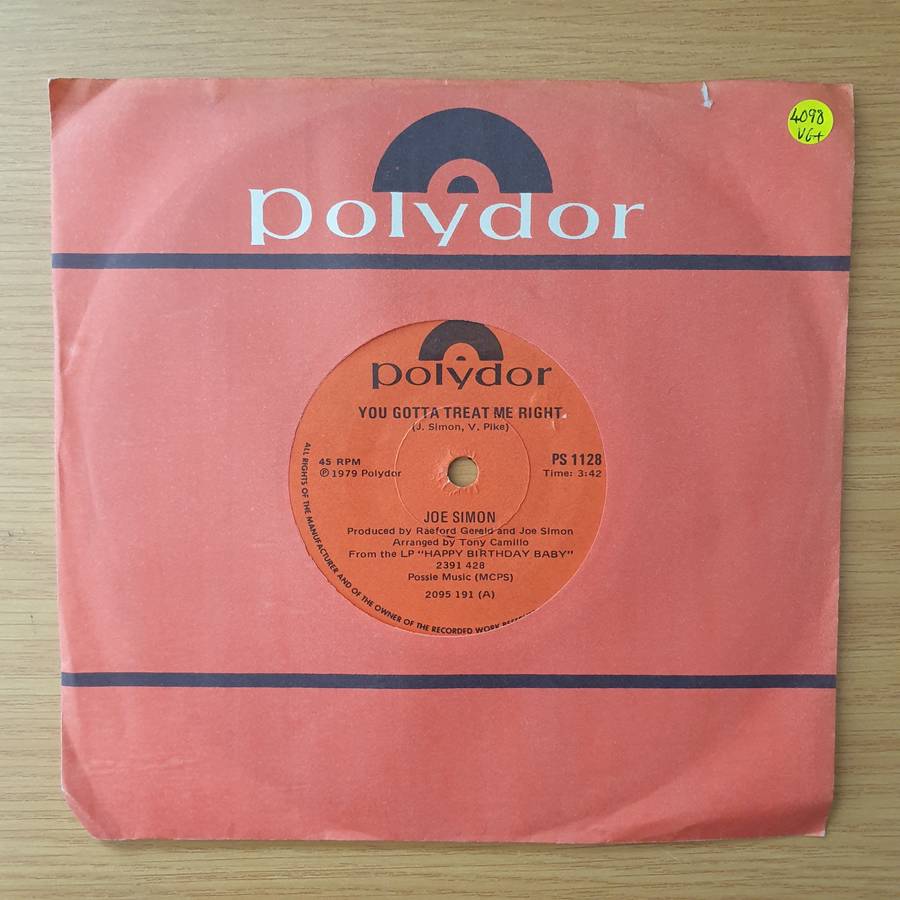 4098
VG+
polydor
polydor
YOU GOTTA TREAT ME RIGHT
(J. Simon, V. Pike)
45 RPM
℗ 1979 Polydor
PS 1128
Time: 3:42
JOE SIMON
Produced by Raeford Gerald and Joe Simon
Arranged by Tony Camillo
From the LP "HAPPY BIRTHDAY BABY"
2391 428
Possie Music (MCPS)
2095 191 (A)
ALL RIGHTS OF THE MANUFACTURER AND OF THE OWNER OF THE RECORDED WORK